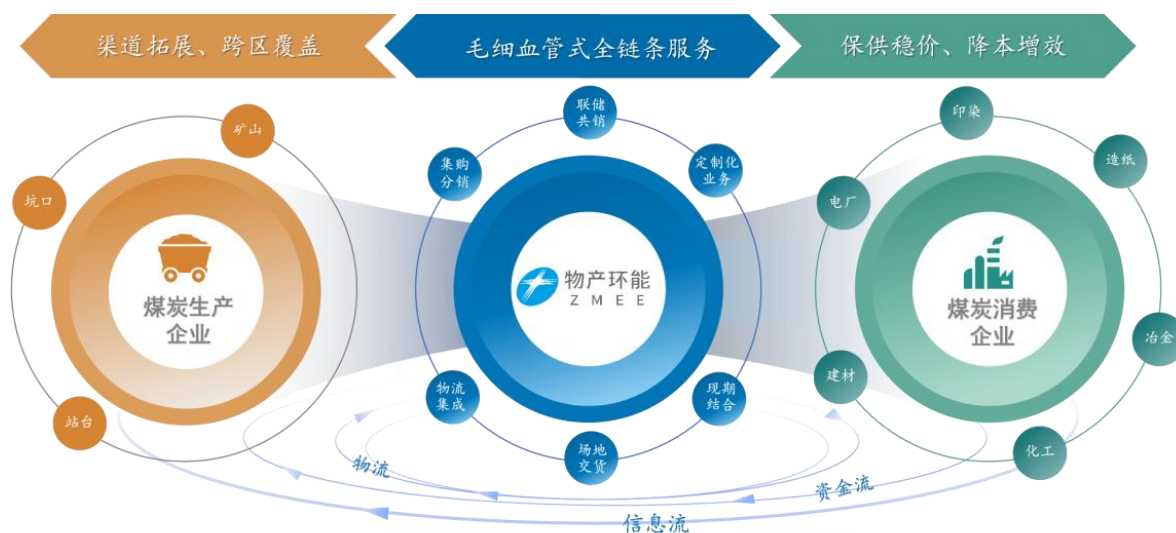 渠道拓展、跨区覆盖
毛细血管式全链条服务
保供稳价、降本增效
矿山
坑口
站台
煤炭生产
企业
联储
共销
集购
分销
定制化
业务
物产环能
ZMEE
物流
集成
现期
结合
场地
交货
印染
造纸
电厂
煤炭消费
企业
冶金
建材
化工
物流
资金流
信息流